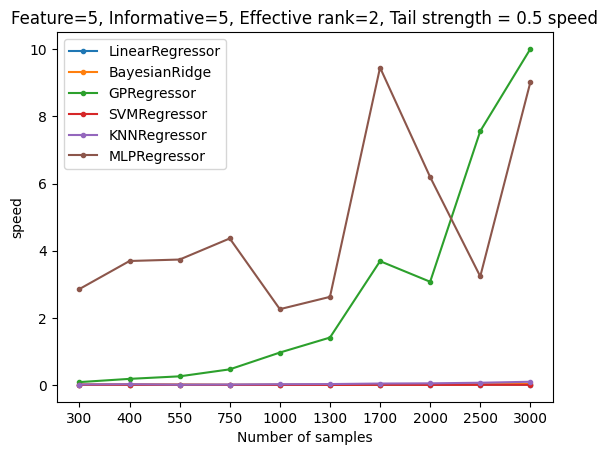 Feature=5, Informative=5, Effective rank=2, Tail strength = 0.5 speed
LinearRegressor
BayesianRidge
GPRegressor
SVMRegressor
KNNRegressor
MLPRegressor
speed
10
8
6
4
2
0
300 400 550 750 1000 1300 1700 2000 2500 3000
Number of samples